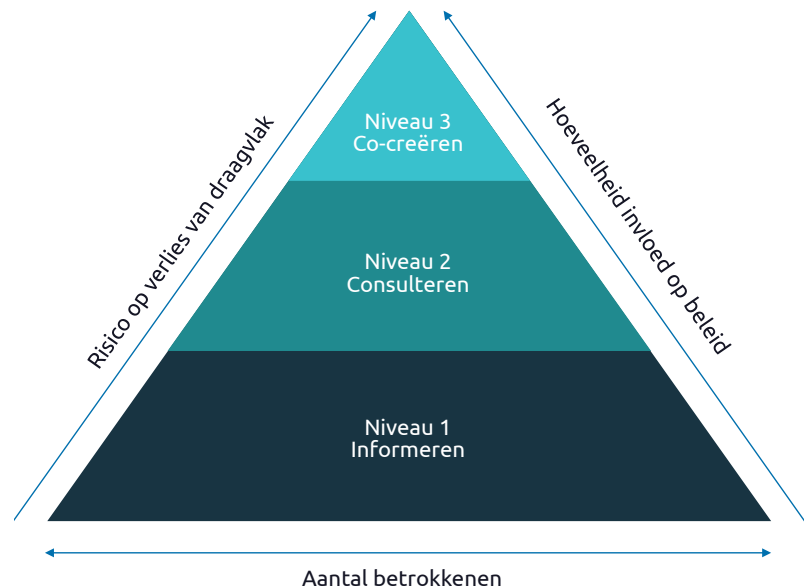 Niveau 3
Co-creëren
Risico op verlies van draagvlak
Hoeveelheid invloed op beleid
Niveau 2
Consulteren
Niveau 1
Informeren
Aantal betrokkenen